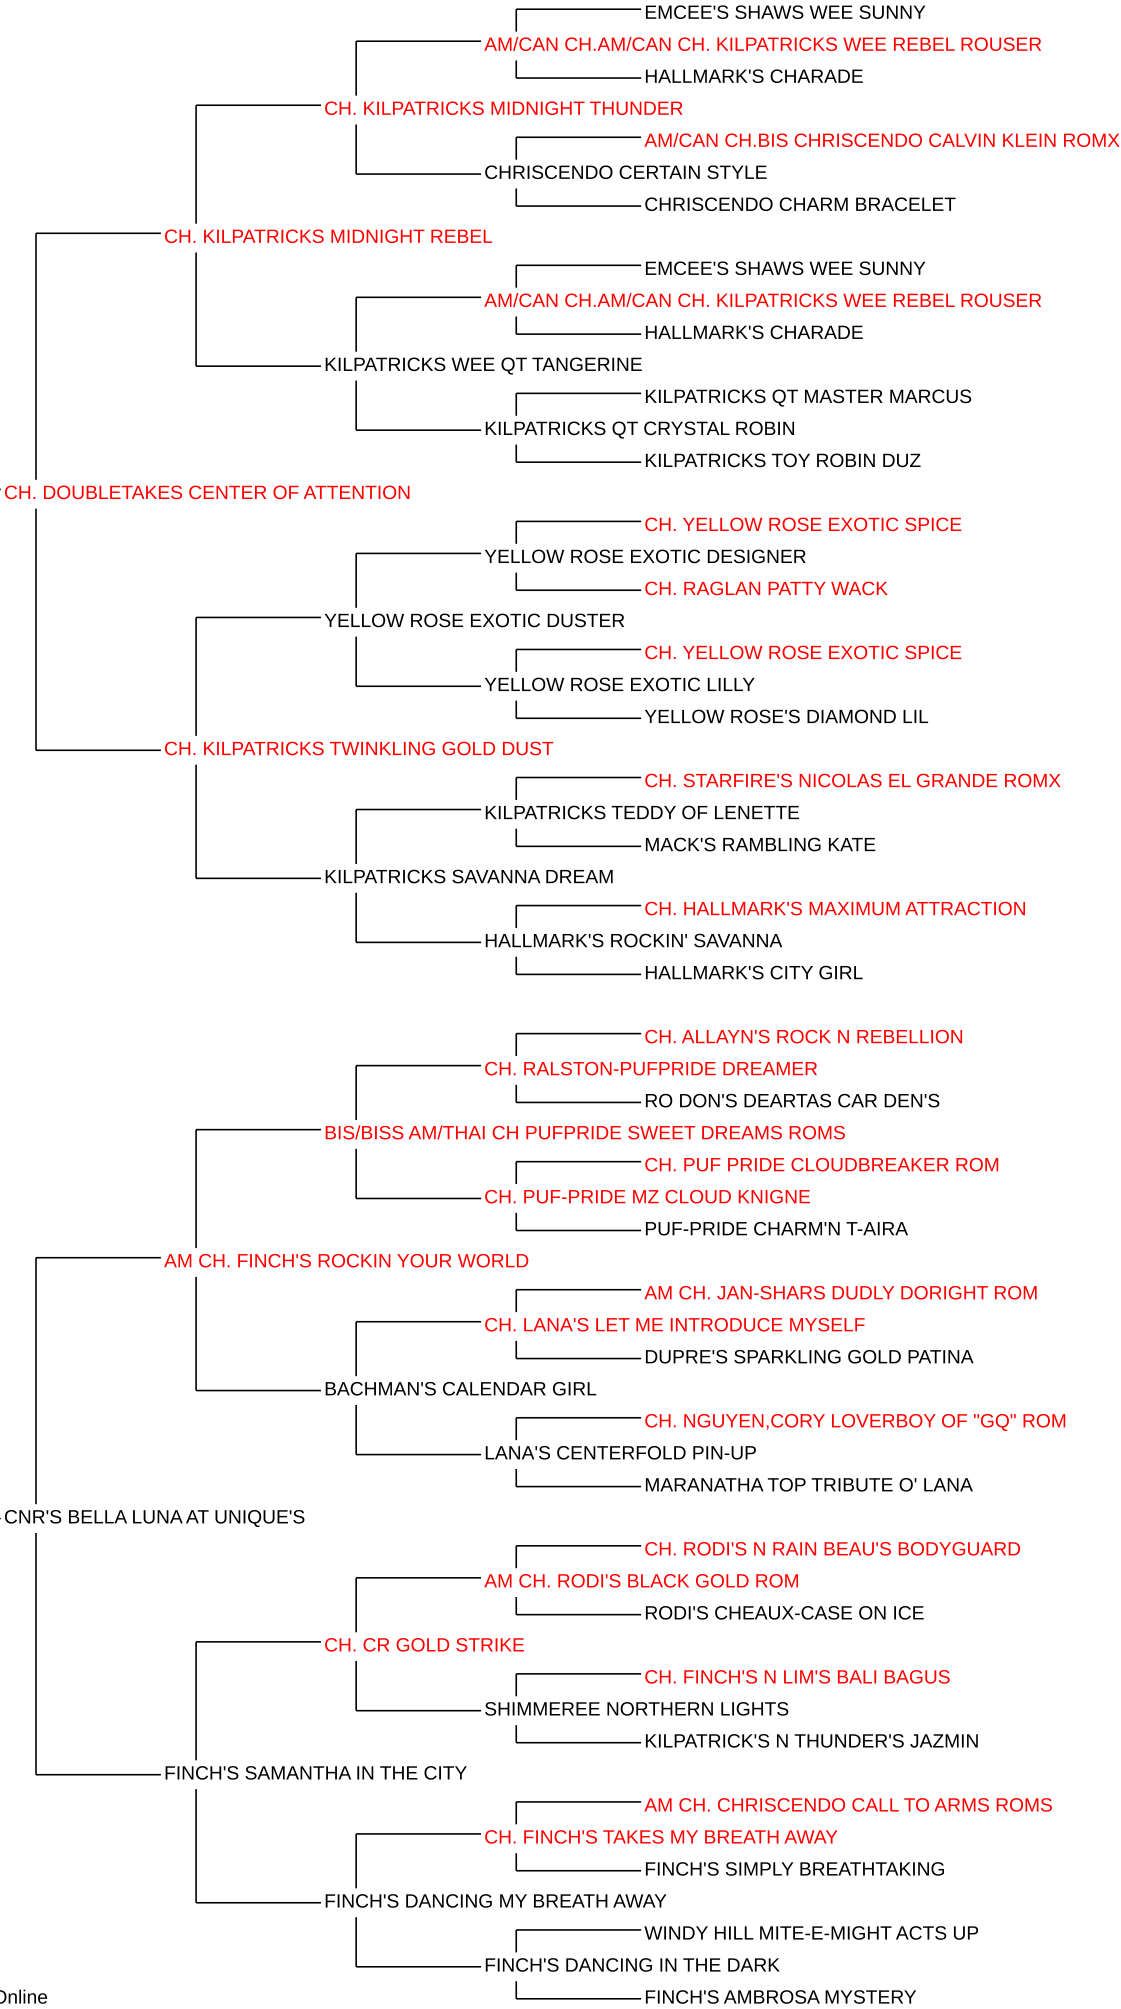 EMCEE'S SHAWS WEE SUNNY
AM/CAN CH.AM/CAN CH. KILPATRICKS WEE REBEL ROUSER
HALLMARK'S CHARADE
CH. KILPATRICKS MIDNIGHT THUNDER
AM/CAN CH.BIS CHRISCENDO CALVIN KLEIN ROMX
CHRISCENDO CERTAIN STYLE
CHRISCENDO CHARM BRACELET
CH. KILPATRICKS MIDNIGHT REBEL
EMCEE'S SHAWS WEE SUNNY
AM/CAN CH.AM/CAN CH. KILPATRICKS WEE REBEL ROUSER
HALLMARK'S CHARADE
KILPATRICKS WEE QT TANGERINE
KILPATRICKS QT MASTER MARCUS
KILPATRICKS QT CRYSTAL ROBIN
KILPATRICKS TOY ROBIN DUZ
CH. DOUBLETAKES CENTER OF ATTENTION
CH. YELLOW ROSE EXOTIC SPICE
YELLOW ROSE EXOTIC DESIGNER
CH. RAGLAN PATTY WACK
YELLOW ROSE EXOTIC DUSTER
CH. YELLOW ROSE EXOTIC SPICE
YELLOW ROSE EXOTIC LILLY
YELLOW ROSE'S DIAMOND LIL
CH. KILPATRICKS TWINKLING GOLD DUST
CH. STARFIRE'S NICOLAS EL GRANDE ROMX
KILPATRICKS TEDDY OF LENETTE
MACK'S RAMBLING KATE
KILPATRICKS SAVANNA DREAM
CH. HALLMARK'S MAXIMUM ATTRACTION
HALLMARK'S ROCKIN' SAVANNA
HALLMARK'S CITY GIRL
CH. ALLAYN'S ROCK N REBELLION
CH. RALSTON-PUFPRIDE DREAMER
RO DON'S DEARTAS CAR DEN'S
BIS/BISS AM/THAI CH PUFPRIDE SWEET DREAMS ROMS
CH. PUF PRIDE CLOUDBREAKER ROM
CH. PUF-PRIDE MZ CLOUD KNIGNE
PUF-PRIDE CHARM'N T-AIRA
AM CH. FINCH'S ROCKIN YOUR WORLD
AM CH. JAN-SHARS DUDLY DORIGHT ROM
CH. LANA'S LET ME INTRODUCE MYSELF
DUPRE'S SPARKLING GOLD PATINA
BACHMAN'S CALENDAR GIRL
CH. NGUYEN,CORY LOVERBOY OF "GQ" ROM
LANA'S CENTERFOLD PIN-UP
MARANATHA TOP TRIBUTE O' LANA
CNR'S BELLA LUNA AT UNIQUE'S
CH. RODI'S N RAIN BEAU'S BODYGUARD
AM CH. RODI'S BLACK GOLD ROM
RODI'S CHEAUX-CASE ON ICE
CH. CR GOLD STRIKE
CH. FINCH'S N LIM'S BALI BAGUS
SHIMMEREE NORTHERN LIGHTS
KILPATRICK'S N THUNDER'S JAZMIN
FINCH'S SAMANTHA IN THE CITY
AM CH. CHRISCENDO CALL TO ARMS ROMS
CH. FINCH'S TAKES MY BREATH AWAY
FINCH'S SIMPLY BREATHTAKING
FINCH'S DANCING MY BREATH AWAY
WINDY HILL MITE-E-MIGHT ACTS UP
FINCH'S DANCING IN THE DARK
FINCH'S AMBROSA MYSTERY
Online